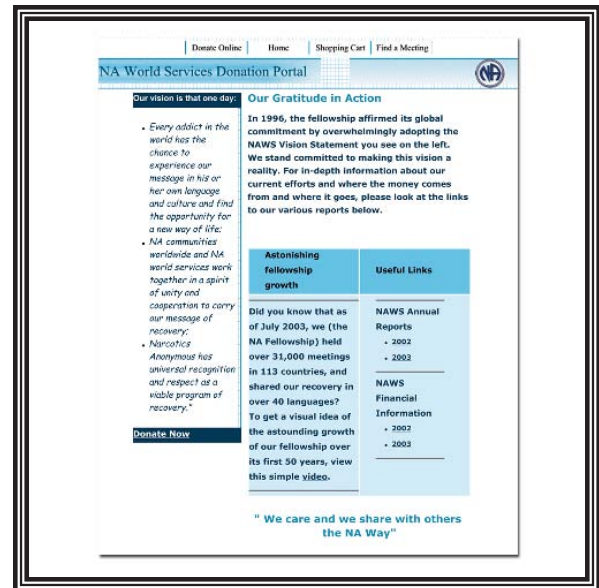 Donate Online Home Shopping Cart Find a Meeting
NA World Services Donation Portal
NA
Our vision is that one day:
• Every addict in the
world has the
chance to
experience our
message in his or
her own language
and culture and find
the opportunity for
a new way of life;
• NA communities
worldwide and NA
world services work
together in a spirit
of unity and
cooperation to carry
our message of
recovery;
• Narcotics
Anonymous has
universal recognition
and respect as a
viable program of
recovery."
Donate Now
Our Gratitude in Action
In 1996, the fellowship affirmed its global
commitment by overwhelmingly adopting the
NAWS Vision Statement you see on the left.
We stand committed to making this vision a
reality. For in-depth information about our
current efforts and where the money comes
from and where it goes, please look at the links
to our various reports below.
Astonishing
fellowship
growth
Did you know that as
of July 2003, we (the
NA Fellowship) held
over 31,000 meetings
in 113 countries, and
shared our recovery in
over 40 languages?
To get a visual idea of
the astounding growth
of our fellowship over
its first 50 years, view
this simple video.
Useful Links
NAWS Annual
Reports
• 2002
• 2003
NAWS
Financial
Information
• 2002
• 2003
" We care and we share with others
the NA Way"